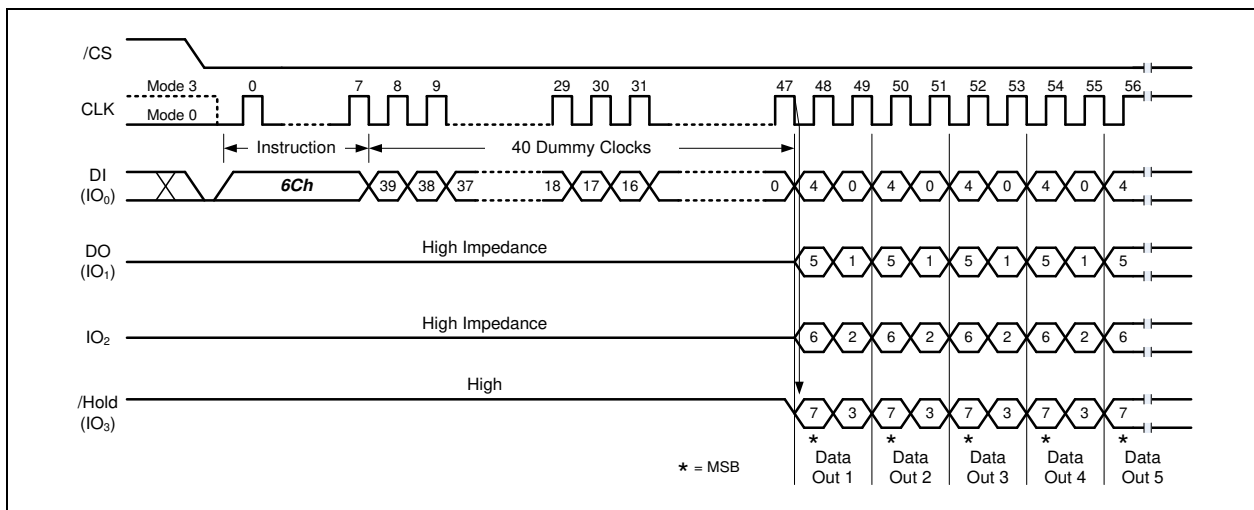 /CS
Mode 3 0 7 8 9 29 30 31 47 48 49 50 51 52 53 54 55 56
CLK
Mode 0
Instruction 40 Dummy Clocks
DI
(IO0)
6Ch 39 38 37 18 17 16 0 4 0 4 0 4 0 4 0 4
High Impedance
DO
(IO1)
5 1 5 1 5 1 5 1 5
High Impedance
IO2
6 2 6 2 6 2 6 2 6
High
/Hold
(IO3)
7 3 7 3 7 3 7 3 7
* * * * *
* = MSB
Data Data Data Data Data
Out 1 Out 2 Out 3 Out 4 Out 5